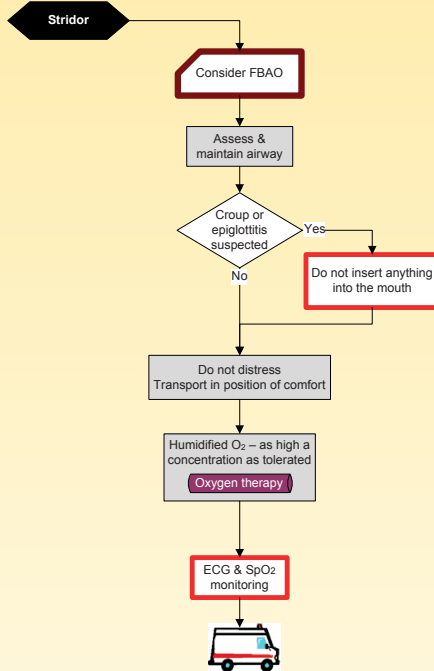 Stridor
Consider FBAO
Assess &
maintain airway
Croup or
epiglottitis
suspected
Yes
No
Do not insert anything
into the mouth
Do not distress
Transport in position of comfort
Humidified O₂ – as high a
concentration as tolerated
Oxygen therapy
ECG & SpO₂
monitoring